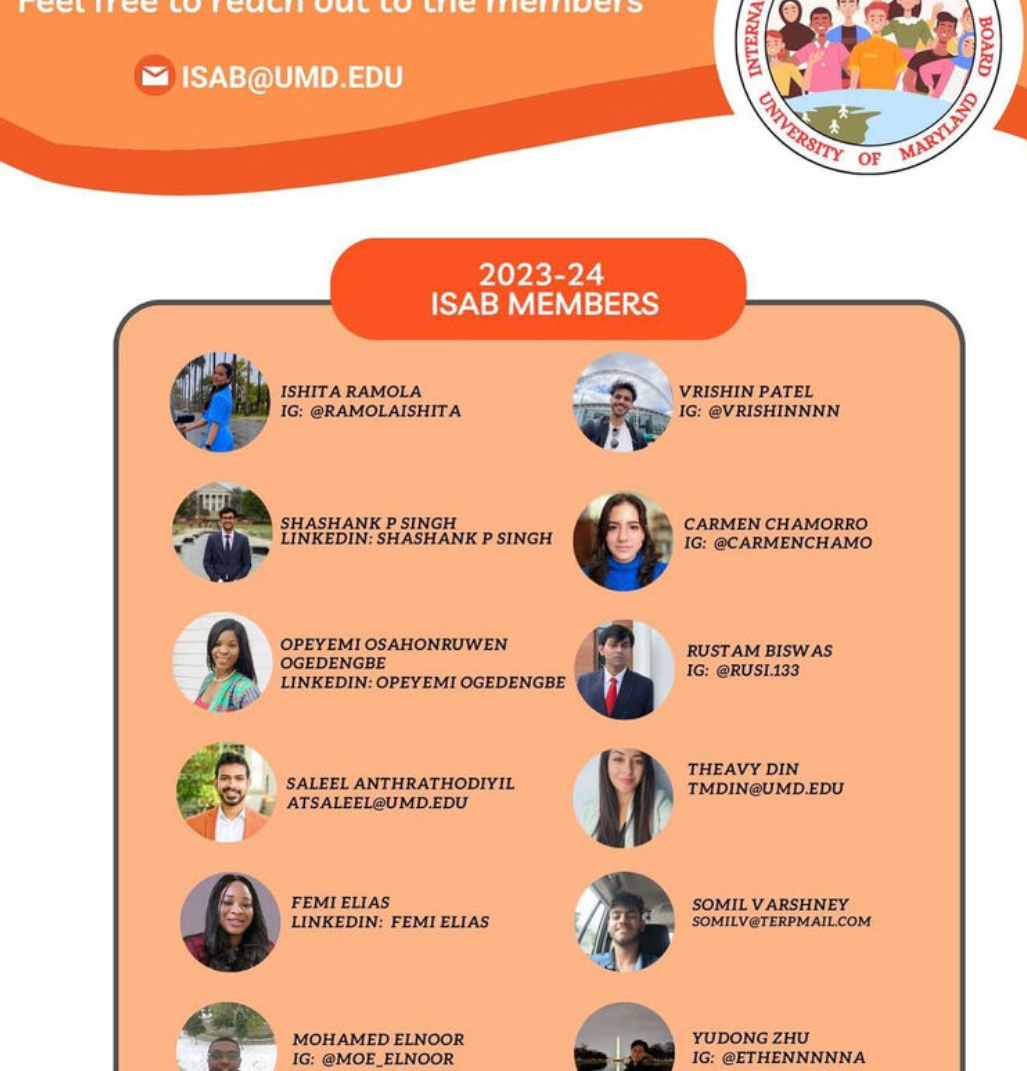 Feel free to reach out to the members
ISAB@UMD.EDU
BOARD
UNIVERSITY OF MARYLAND
2023-24
ISAB MEMBERS
ISHITA RAMOLA
IG: @RAMOLAISHITA
VRISHIN PATEL
IG: @VRISHINNNN
SHASHANK P SINGH
LINKEDIN: SHASHANK P SINGH
CARMEN CHAMORRO
IG: @CARMENCHAMO
OPEYEMI OSAHONRUWEN
OGEDENGBE
LINKEDIN: OPEYEMI OGEDENGBE
RUSTAM BISWAS
IG: @RUSI.133
SALEEL ANTHRATHODIYIL
ATSALEEL@UMD.EDU
THEAVY DIN
TMDIN@UMD.EDU
FEMI ELIAS
LINKEDIN: FEMI ELIAS
SOMIL VARSHNEY
SOMILV@TERPMAIL.COM
MOHAMED ELNOOR
IG: @MOE_ELNOOR
YUDONG ZHU
IG: @ETHENNNNNA